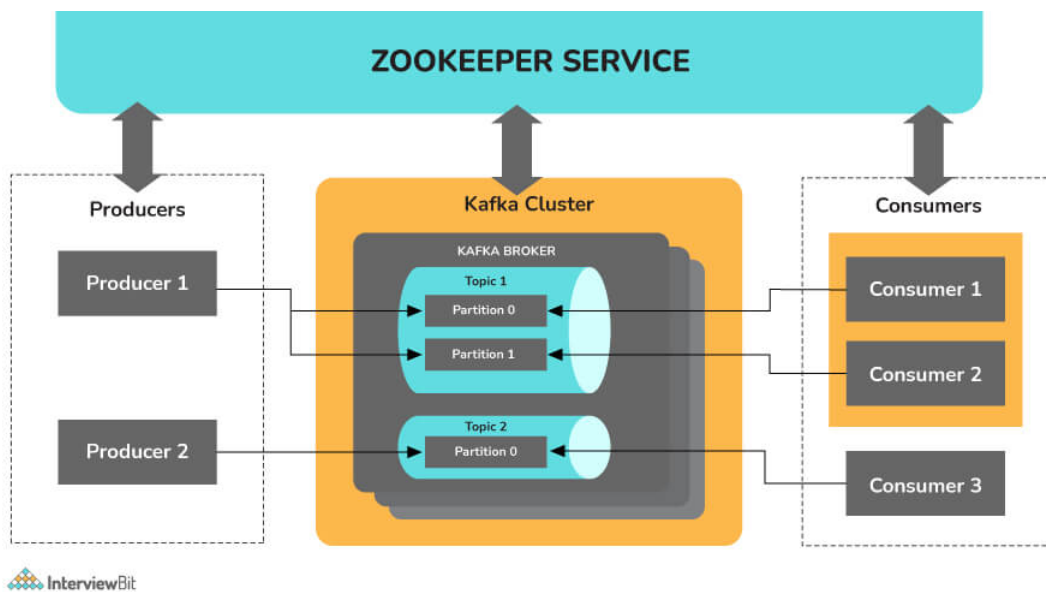 ZOOKEEPER SERVICE
Producers
Producer 1
Producer 2
Kafka Cluster
KAFKA BROKER
Topic 1
Partition 0
Partition 1
Topic 2
Partition 0
Consumers
Consumer 1
Consumer 2
Consumer 3
InterviewBit